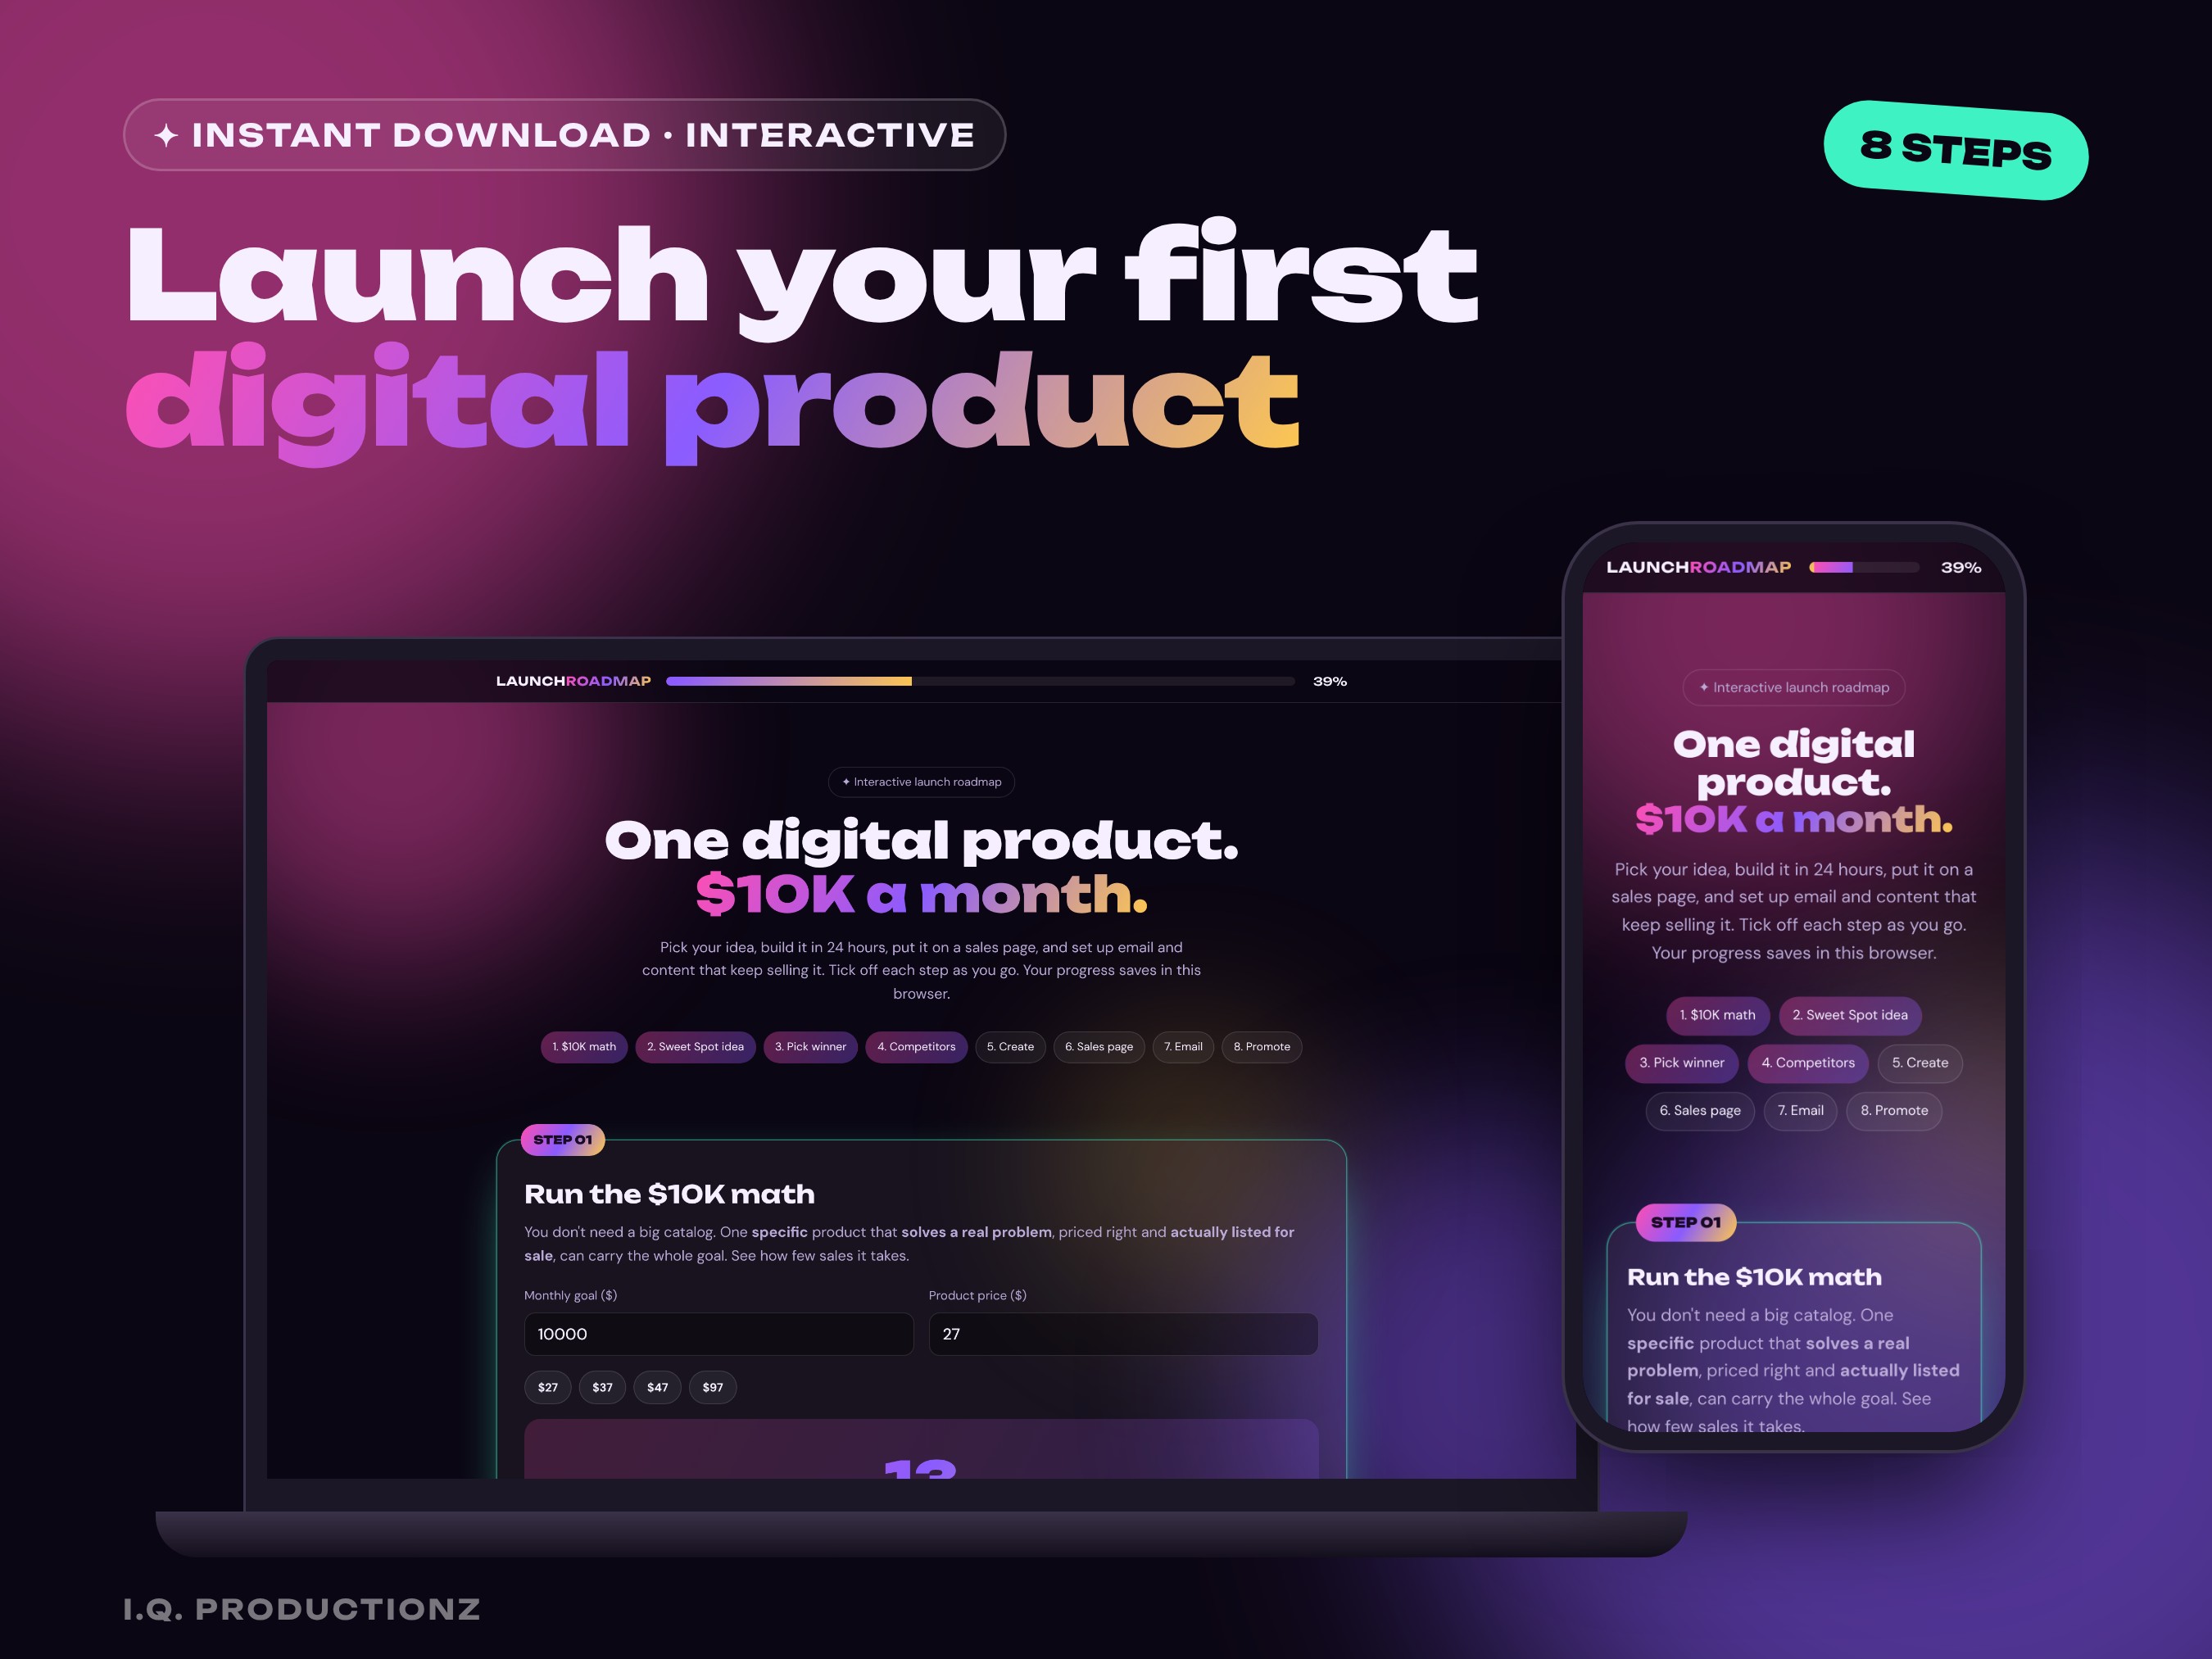 ✦ INSTANT DOWNLOAD · INTERACTIVE
8 STEPS
Launch your first
digital product
LAUNCHROADMAP 39%
✦ Interactive launch roadmap
One digital product.
$10K a month.
Pick your idea, build it in 24 hours, put it on a sales page, and set up email and
content that keep selling it. Tick off each step as you go. Your progress saves in this
browser.
1. $10K math 2. Sweet Spot idea 3. Pick winner 4. Competitors 5. Create 6. Sales page 7. Email 8. Promote
STEP 01
Run the $10K math
You don't need a big catalog. One specific product that solves a real problem, priced right and actually listed for
sale, can carry the whole goal. See how few sales it takes.
Monthly goal ($) Product price ($)
10000 27
$27 $37 $47 $97
LAUNCHROADMAP 39%
✦ Interactive launch roadmap
One digital
product.
$10K a month.
Pick your idea, build it in 24 hours, put it on a
sales page, and set up email and content that
keep selling it. Tick off each step as you go.
Your progress saves in this browser.
1. $10K math 2. Sweet Spot idea
3. Pick winner 4. Competitors 5. Create
6. Sales page 7. Email 8. Promote
STEP 01
Run the $10K math
You don't need a big catalog. One
specific product that solves a real
problem, priced right and actually listed
for sale, can carry the whole goal. See
how few sales it takes.
I.Q. PRODUCTIONZ